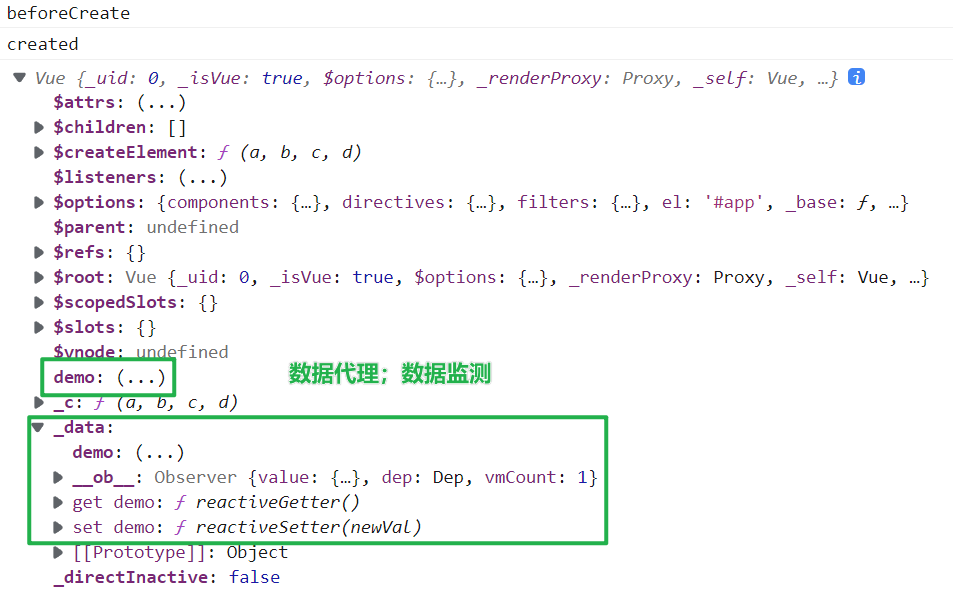 beforeCreate
created
▼ Vue {_uid: 0, _isVue: true, $options: {…}, _renderProxy: Proxy, _self: Vue, …} i
$attrs: (...)
▶ $children: []
▶ $createElement: ƒ (a, b, c, d)
$listeners: (...)
▶ $options: {components: {…}, directives: {…}, filters: {…}, el: '#app', _base: ƒ, …}
$parent: undefined
▶ $refs: {}
▶ $root: Vue {_uid: 0, _isVue: true, $options: {…}, _renderProxy: Proxy, _self: Vue, …}
▶ $scopedSlots: {}
▶ $slots: {}
$vnode: undefined
demo: (...) 数据代理；数据监测
▶ _c: ƒ (a, b, c, d)
▼ _data:
demo: (...)
▶ __ob__: Observer {value: {…}, dep: Dep, vmCount: 1}
▶ get demo: ƒ reactiveGetter()
▶ set demo: ƒ reactiveSetter(newVal)
▶ [[Prototype]]: Object
_directInactive: false